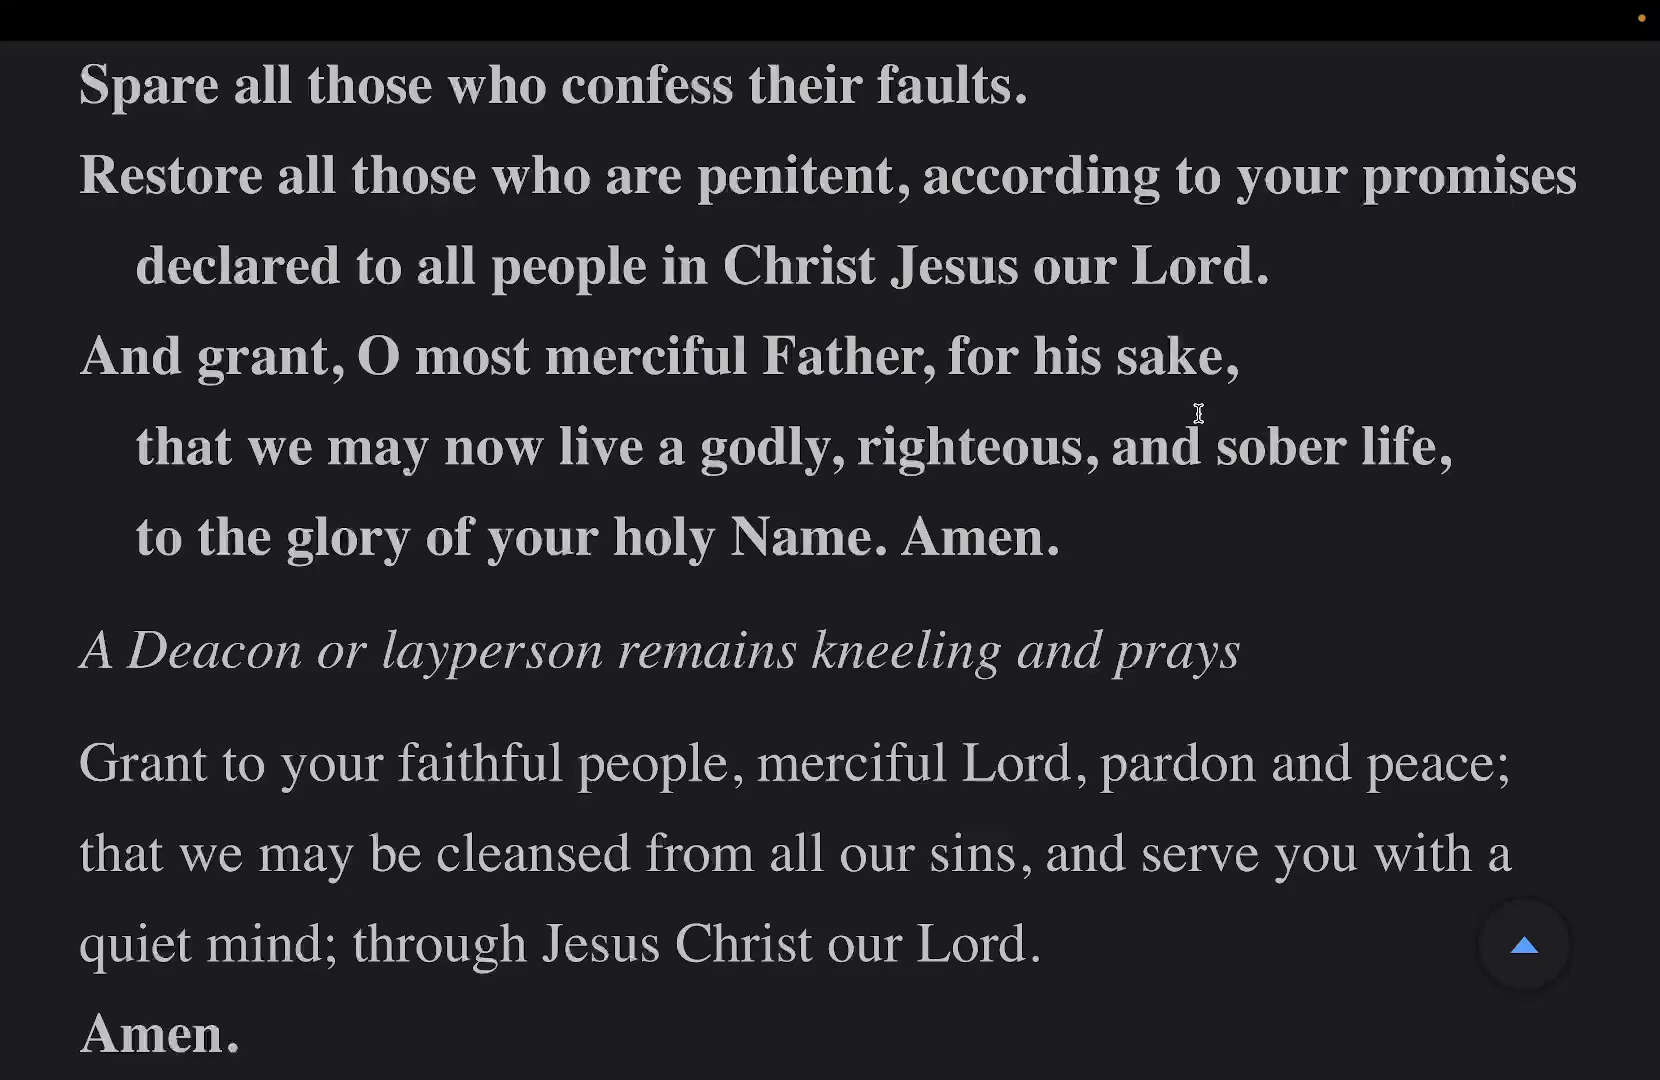 Spare all those who confess their faults.
Restore all those who are penitent, according to your promises
declared to all people in Christ Jesus our Lord.
And grant, O most merciful Father, for his sake,
that we may now live a godly, righteous, and sober life,
to the glory of your holy Name. Amen.
A Deacon or layperson remains kneeling and prays
Grant to your faithful people, merciful Lord, pardon and peace;
that we may be cleansed from all our sins, and serve you with a
quiet mind; through Jesus Christ our Lord.
Amen.